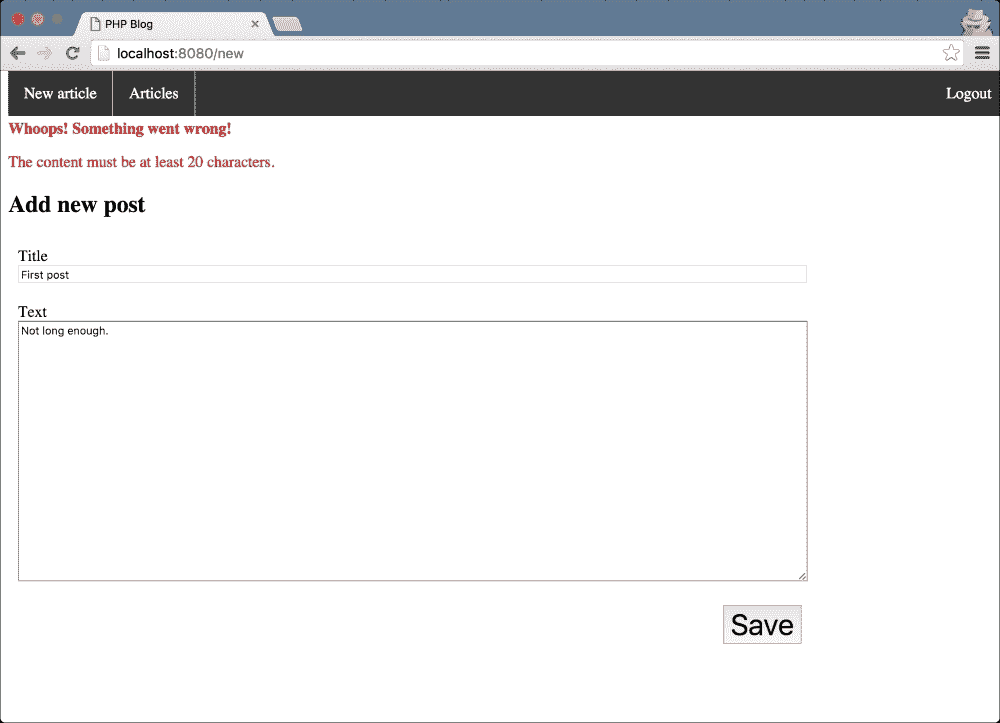 PHP Blog
localhost:8080/new
New article
Articles
Logout
Whoops! Something went wrong!
The content must be at least 20 characters.
Add new post
Title
First post
Text
Not long enough.
Save